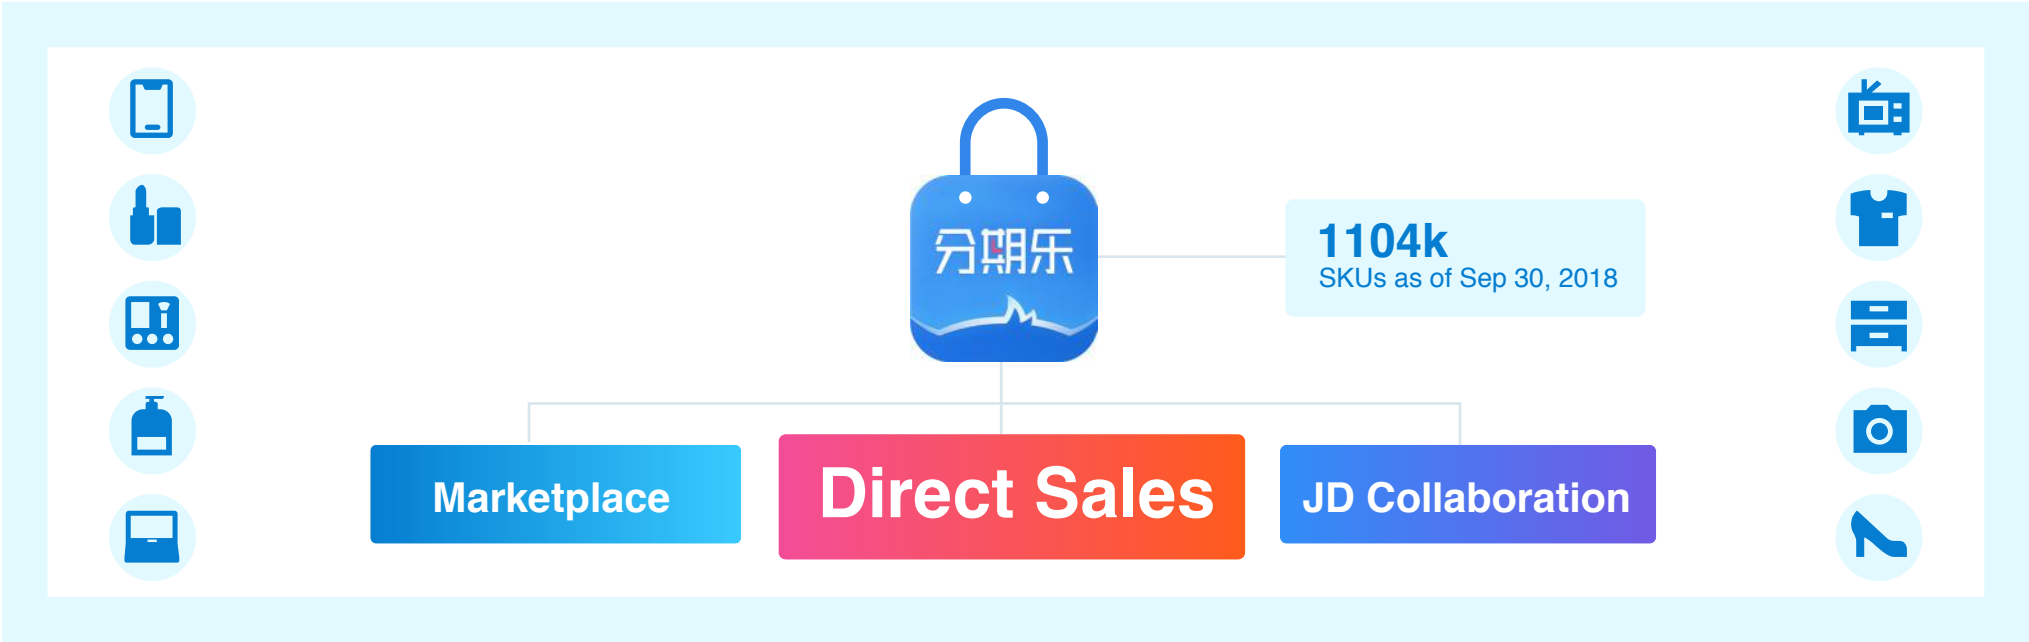 分期乐
1104k
SKUs as of Sep 30, 2018
Marketplace
Direct Sales
JD Collaboration